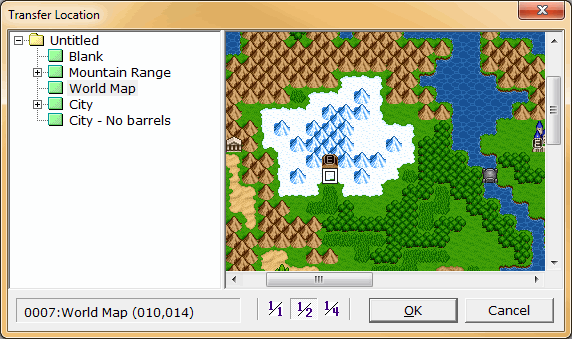 Transfer Location
Untitled
Blank
Mountain Range
World Map
City
City - No barrels
E
E
0007:World Map (010,014)
1/1 1/2 1/4 OK Cancel